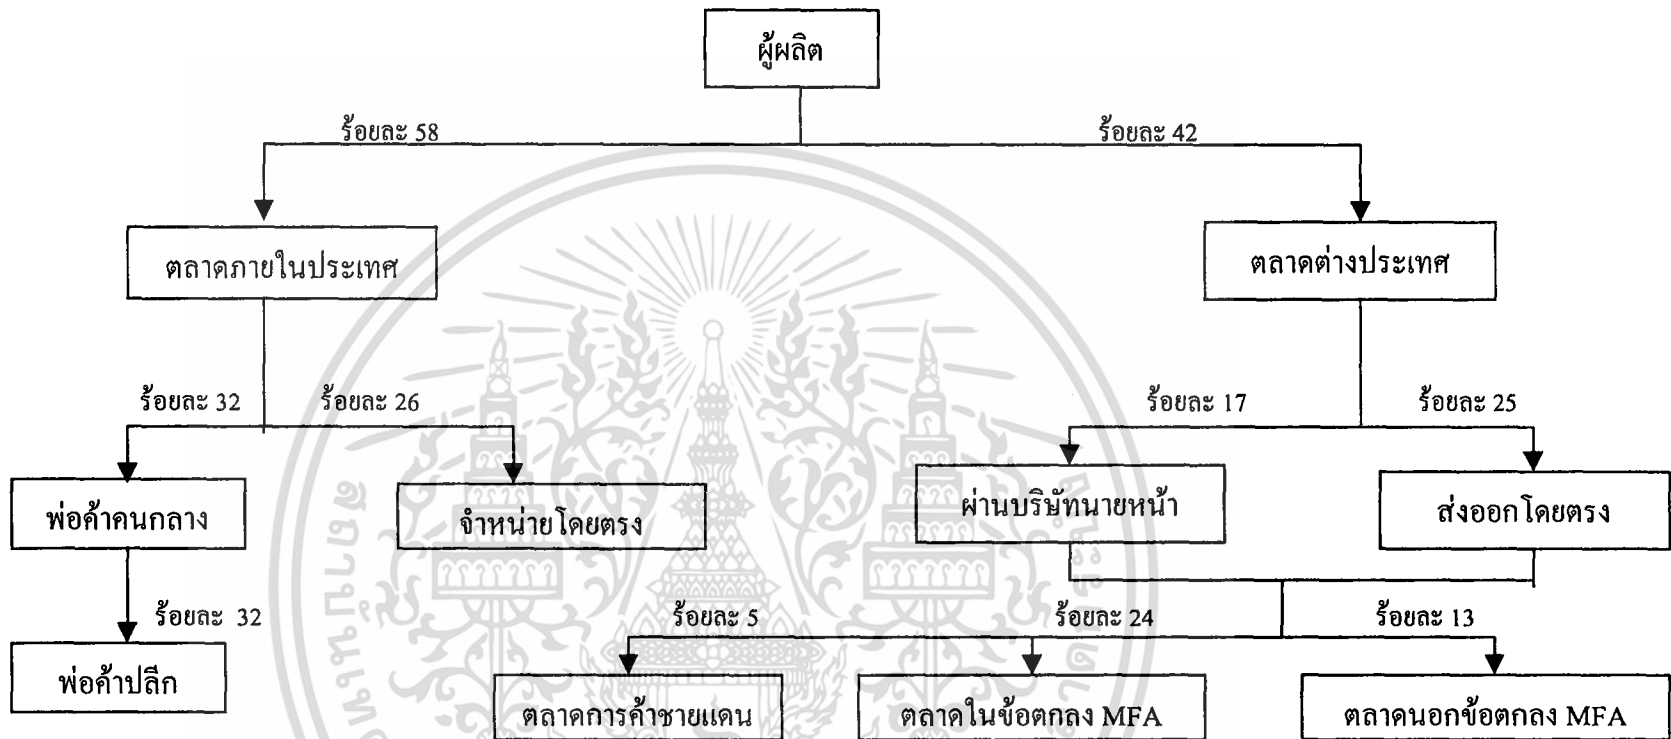 ผู้ผลิต
ร้อยละ 58
ร้อยละ 42
ตลาดภายในประเทศ
ตลาดต่างประเทศ
ร้อยละ 32
ร้อยละ 26
ร้อยละ 17
ร้อยละ 25
พ่อค้าคนกลาง
จำหน่ายโดยตรง
ผ่านบริษัทนายหน้า
ส่งออกโดยตรง
ร้อยละ 32
ร้อยละ 5
ร้อยละ 24
ร้อยละ 13
พ่อค้าปลีก
ตลาดการค้าชายแดน
ตลาดในข้อตกลง MFA
ตลาดนอกข้อตกลง MFA